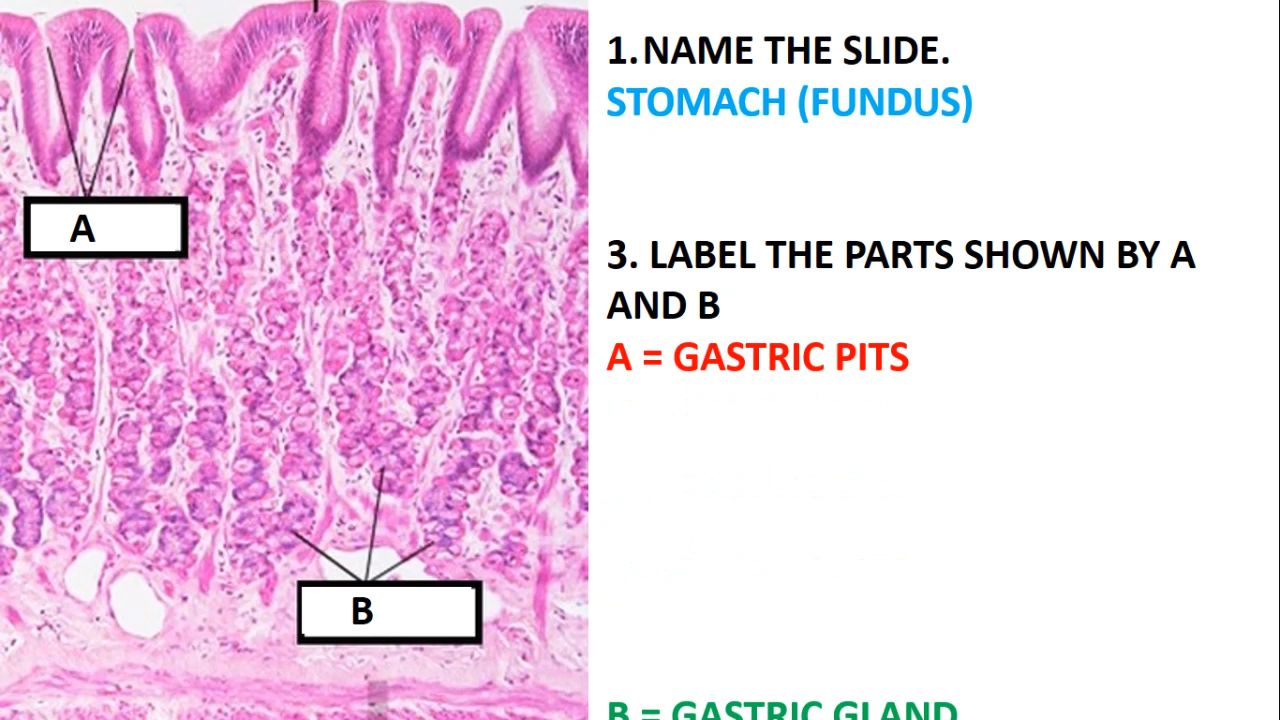 A
B
1.NAME THE SLIDE.
STOMACH (FUNDUS)
3. LABEL THE PARTS SHOWN BY A
AND B
A = GASTRIC PITS
B = GASTRIC GLAND